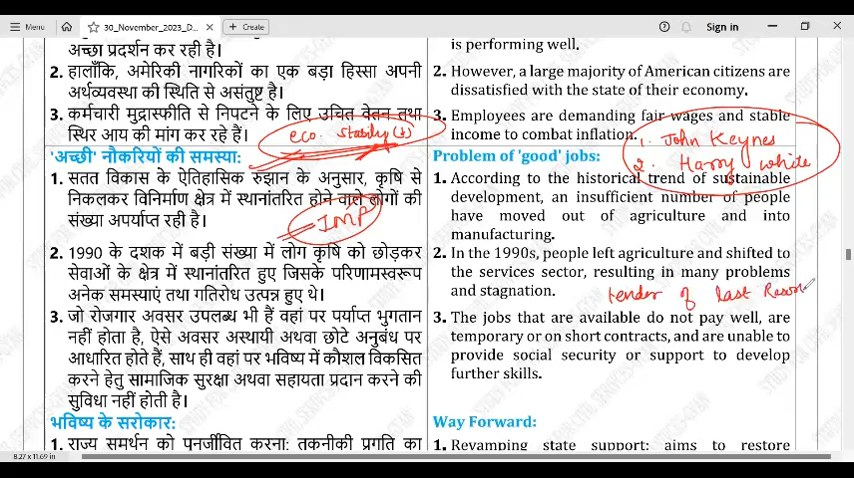 Menu
30_November_2023_D...
Create
Sign in
अच्छा प्रदर्शन कर रही है।
2. हालाँकि, अमेरिकी नागरिकों का एक बड़ा हिस्सा अपनी
अर्थव्यवस्था की स्थिति से असंतुष्ट है।
3. कर्मचारी मुद्रास्फीति से निपटने के लिए उचित वेतन तथा
स्थिर आय की मांग कर रहे हैं।
eco. stability (↓)
'अच्छी' नौकरियों की समस्या:
1. सतत विकास के ऐतिहासिक रुझान के अनुसार, कृषि से
निकलकर विनिर्माण क्षेत्र में स्थानांतरित होने वाले लोगों की
संख्या अपर्याप्त रही है।
IMP
2. 1990 के दशक में बड़ी संख्या में लोग कृषि को छोड़कर
सेवाओं के क्षेत्र में स्थानांतरित हुए जिसके परिणामस्वरूप
अनेक समस्याएं तथा गतिरोध उत्पन्न हुए थे।
3. जो रोजगार अवसर उपलब्ध भी हैं वहां पर पर्याप्त भुगतान
नहीं होता है, ऐसे अवसर अस्थायी अथवा छोटे अनुबंध पर
आधारित होते हैं, साथ ही वहां पर भविष्य में कौशल विकसित
करने हेतु सामाजिक सुरक्षा अथवा सहायता प्रदान करने की
सुविधा नहीं होती है।
भविष्य के सरोकार:
1. राज्य समर्थन को पुनर्जीवित करना: तकनीकी प्रगति का
is performing well.
2. However, a large majority of American citizens are
dissatisfied with the state of their economy.
3. Employees are demanding fair wages and stable
income to combat inflation.
1. John Keynes
2. Harry white
Problem of 'good' jobs:
1. According to the historical trend of sustainable
development, an insufficient number of people
have moved out of agriculture and into
manufacturing.
2. In the 1990s, people left agriculture and shifted to
the services sector, resulting in many problems
and stagnation.
lender of last Resor
3. The jobs that are available do not pay well, are
temporary or on short contracts, and are unable to
provide social security or support to develop
further skills.
Way Forward:
1. Revamping state support: aims to restore
8.27 x 11.69 in